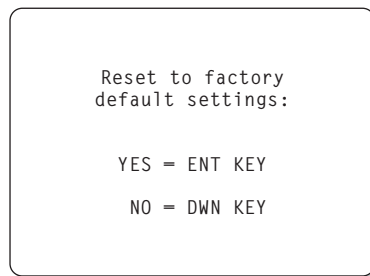 Reset to factory
default settings:
YES = ENT KEY
NO = DWN KEY